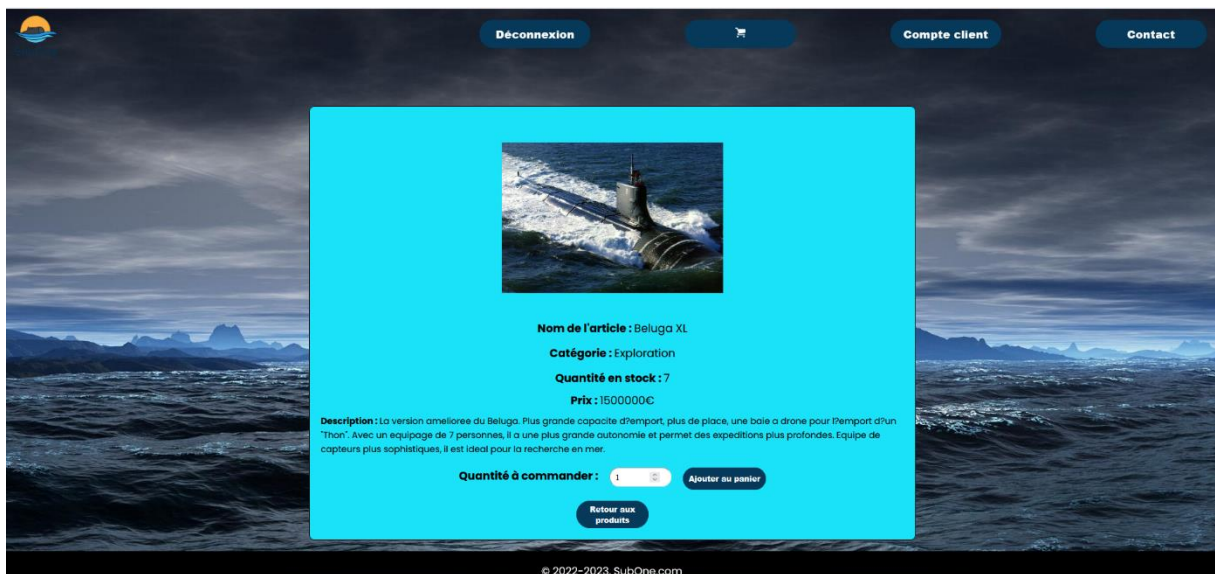 Déconnexion
Compte client
Contact
Nom de l'article : Beluga XL
Catégorie : Exploration
Quantité en stock : 7
Prix : 1500000€
Description : La version amelioree du Beluga. Plus grande capacite d?emport, plus de place, une baie a drone pour l?emport d?un
"Thon". Avec un equipage de 7 personnes, il a une plus grande autonomie et permet des expeditions plus profondes. Equipe de
capteurs plus sophistiques, il est ideal pour la recherche en mer.
Quantité à commander : 1 Ajouter au panier
Retour aux
produits
© 2022-2023, SubOne.com